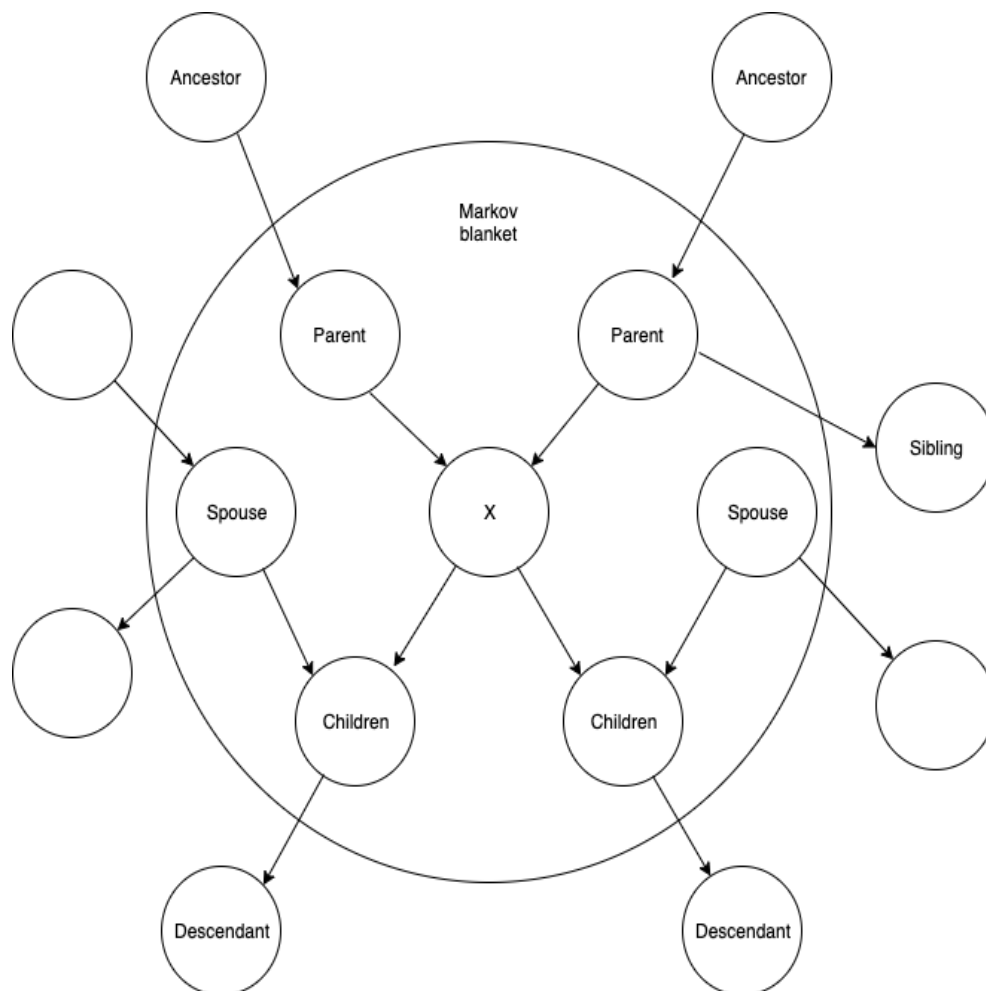 Ancestor
Ancestor
Markov
blanket
Parent
Parent
Sibling
Spouse
X
Spouse
Children
Children
Descendant
Descendant